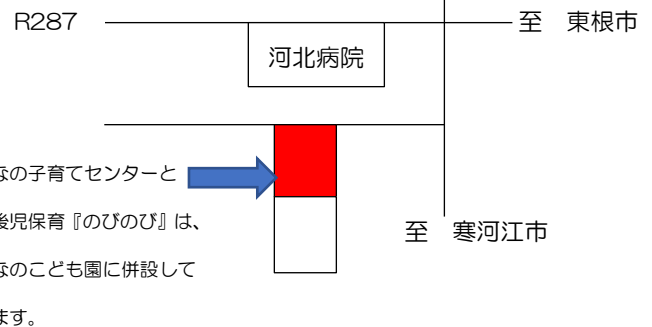 R287
至　東根市
河北病院
なの子育てセンターと
後児保育『のびのび』は、
至　寒河江市
なのこども園に併設して
ます。